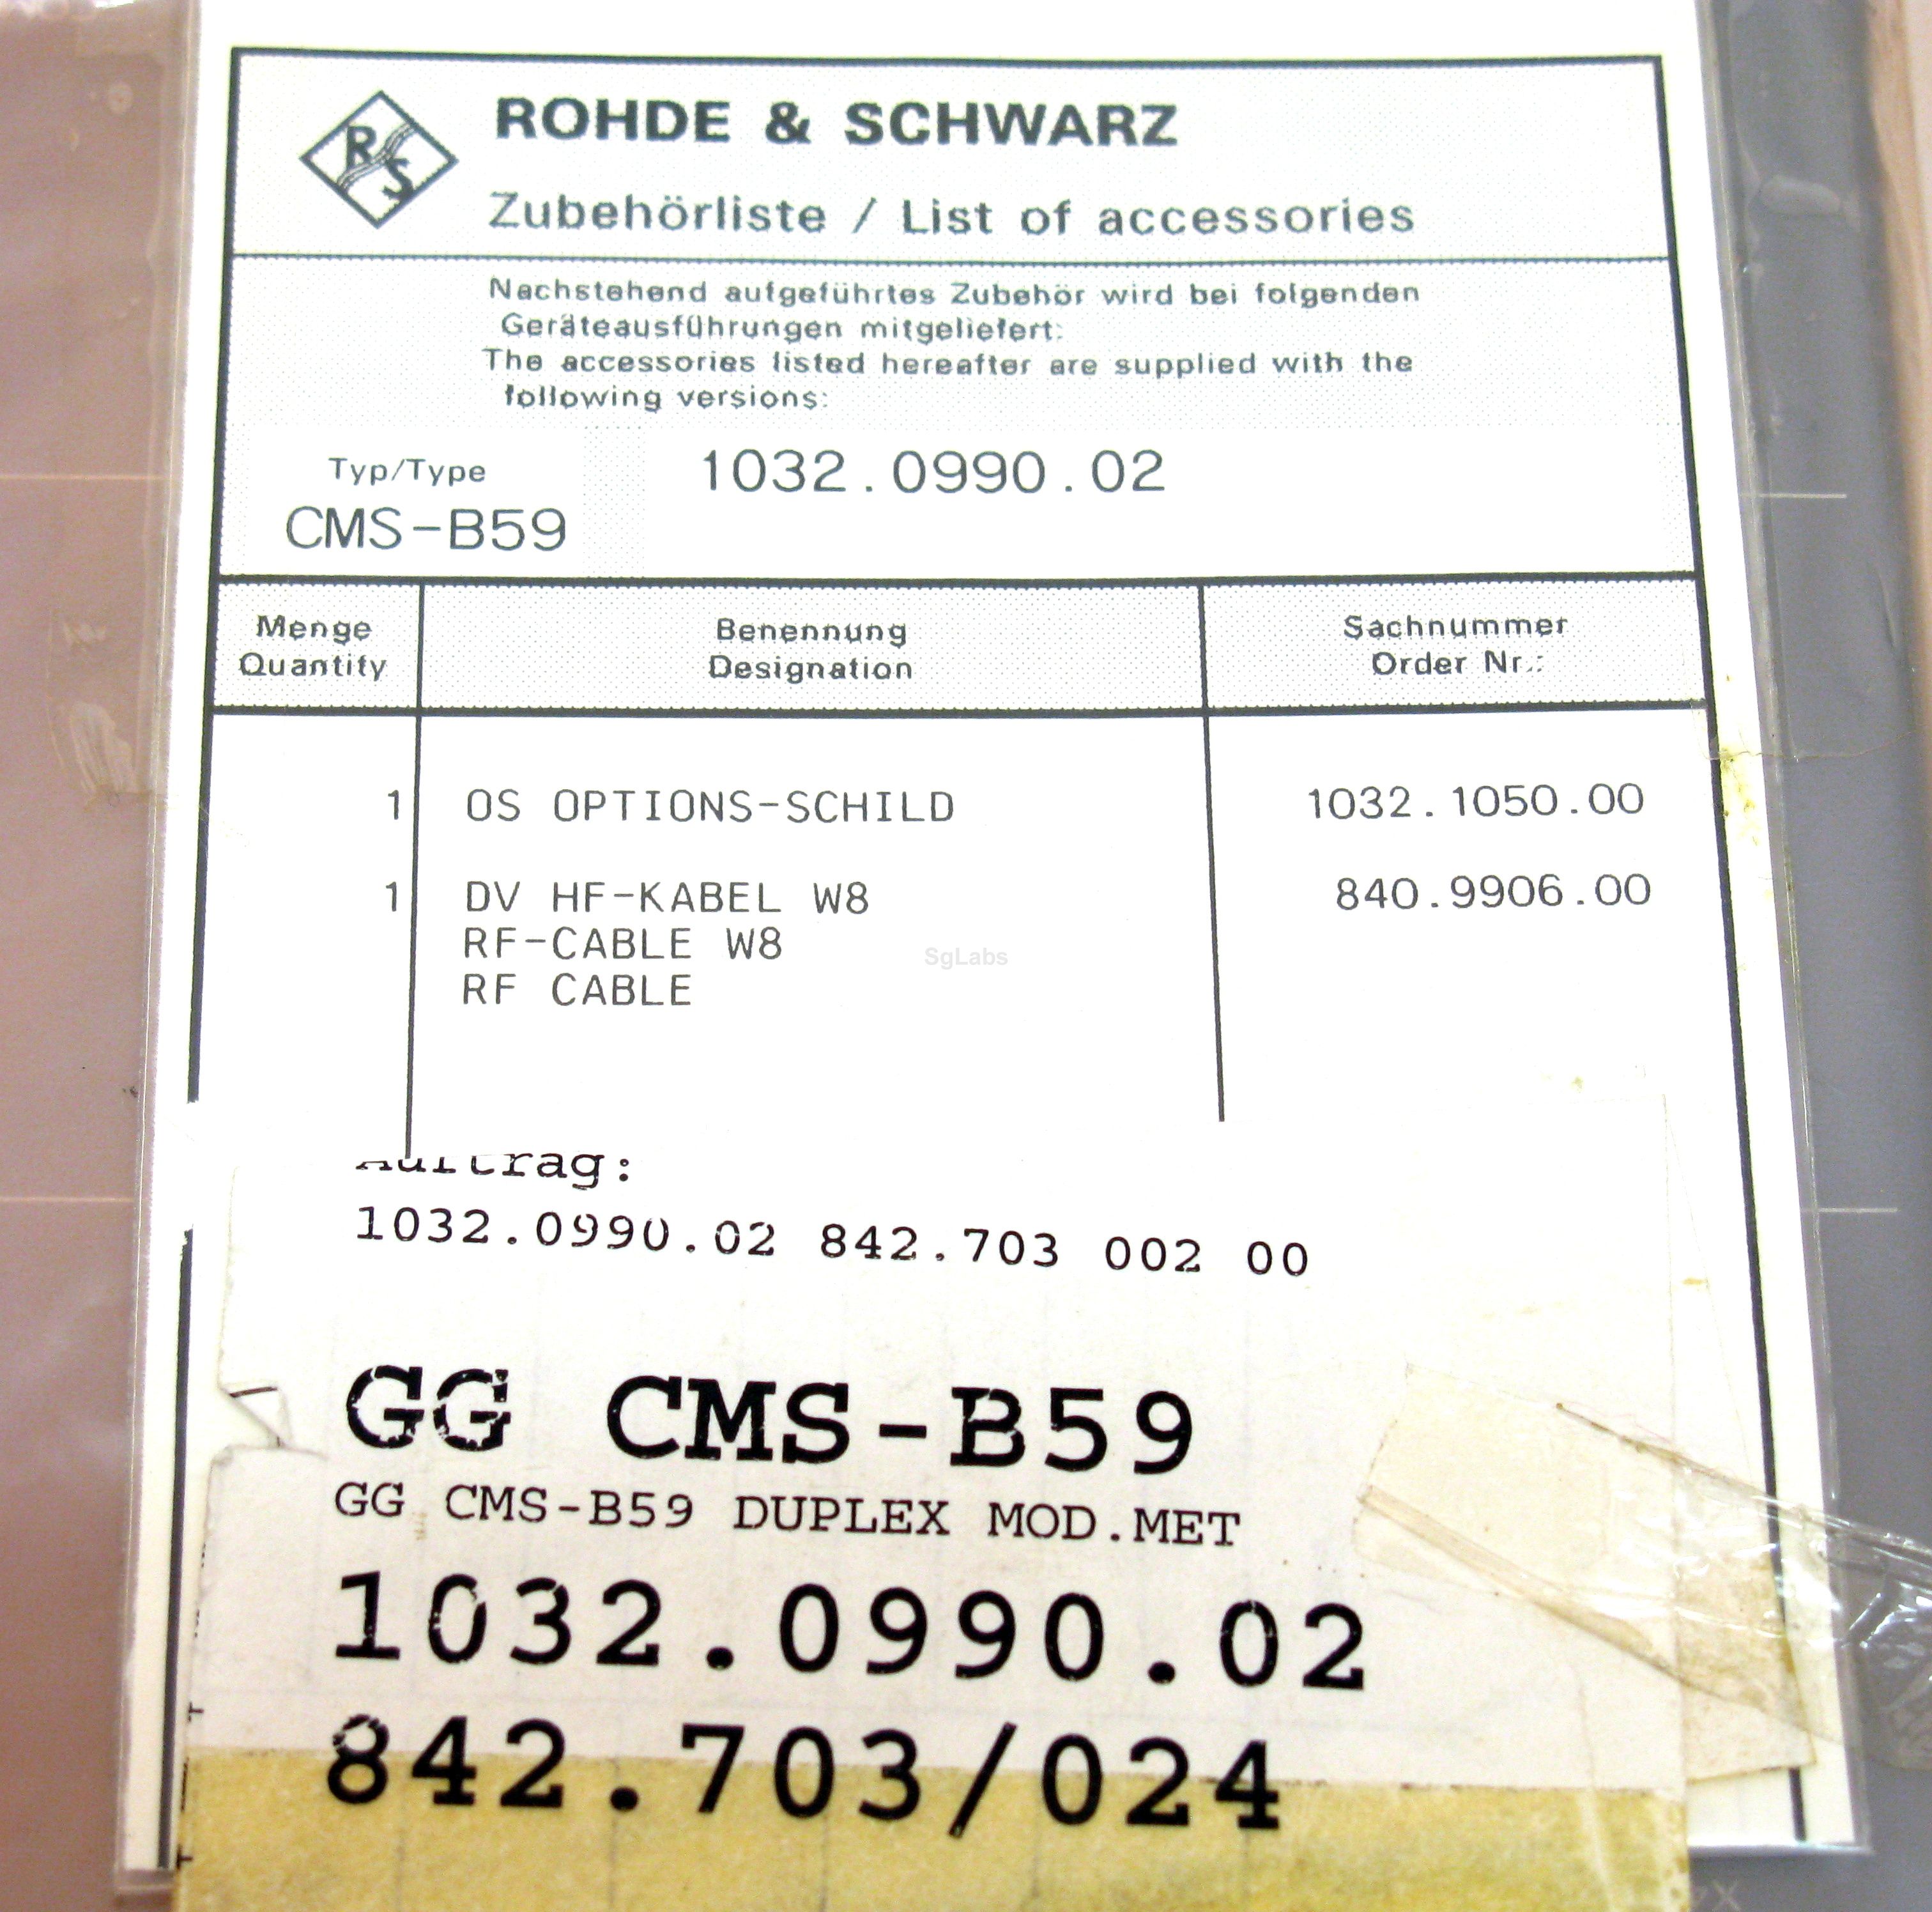 R S
ROHDE & SCHWARZ
Zubehörliste / List of accessories
Nachstehend aufgeführtes Zubehör wird bei folgenden
Geräteausführungen mitgeliefert:
The accessories listed hereafter are supplied with the
following versions:
Typ/Type
1032.0990.02
CMS-B59
Menge
Quantity
Benennung
Designation
Sachnummer
Order Nr.:
1 OS OPTIONS-SCHILD 1032.1050.00
1 DV HF-KABEL W8 840.9906.00
RF-CABLE W8
RF CABLE
SgLabs
Auftrag:
1032.0990.02 842.703 002 00
GG CMS-B59
GG CMS-B59 DUPLEX MOD.MET
1032.0990.02
842.703/024